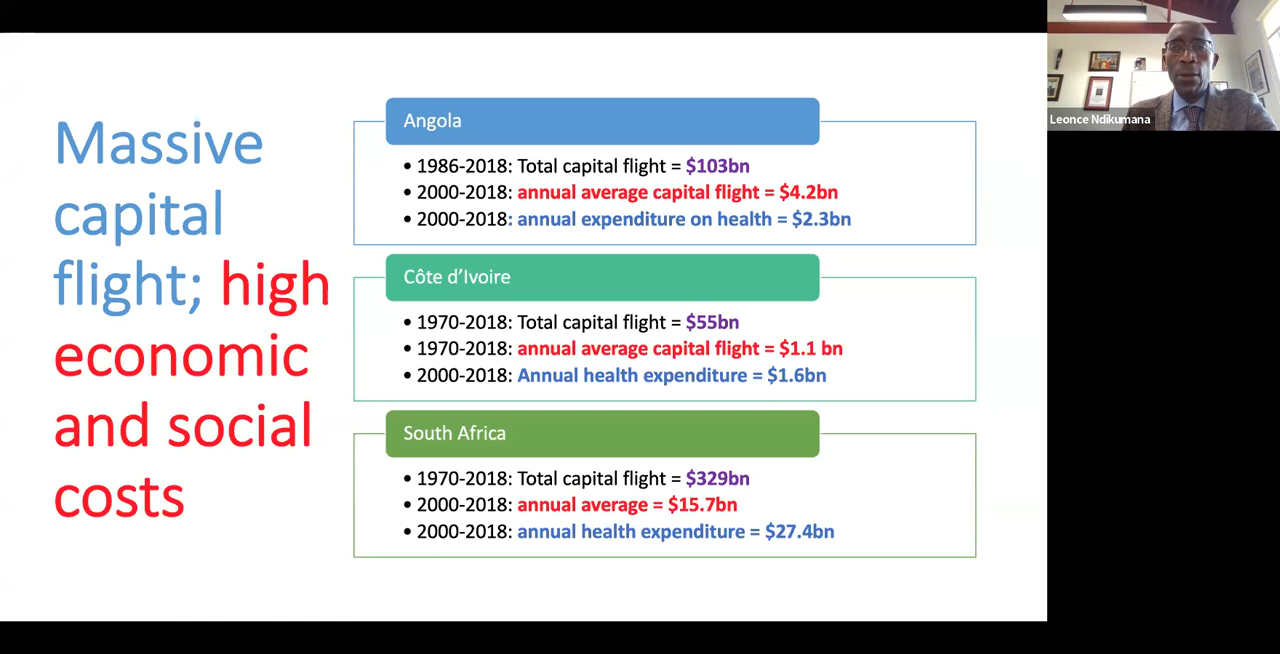 Massive
capital
flight; high
economic
and social
costs
Angola
• 1986-2018: Total capital flight = $103bn
• 2000-2018: annual average capital flight = $4.2bn
• 2000-2018: annual expenditure on health = $2.3bn
Côte d’Ivoire
• 1970-2018: Total capital flight = $55bn
• 1970-2018: annual average capital flight = $1.1 bn
• 2000-2018: Annual health expenditure = $1.6bn
South Africa
• 1970-2018: Total capital flight = $329bn
• 2000-2018: annual average = $15.7bn
• 2000-2018: annual health expenditure = $27.4bn
Leonce Ndikumana